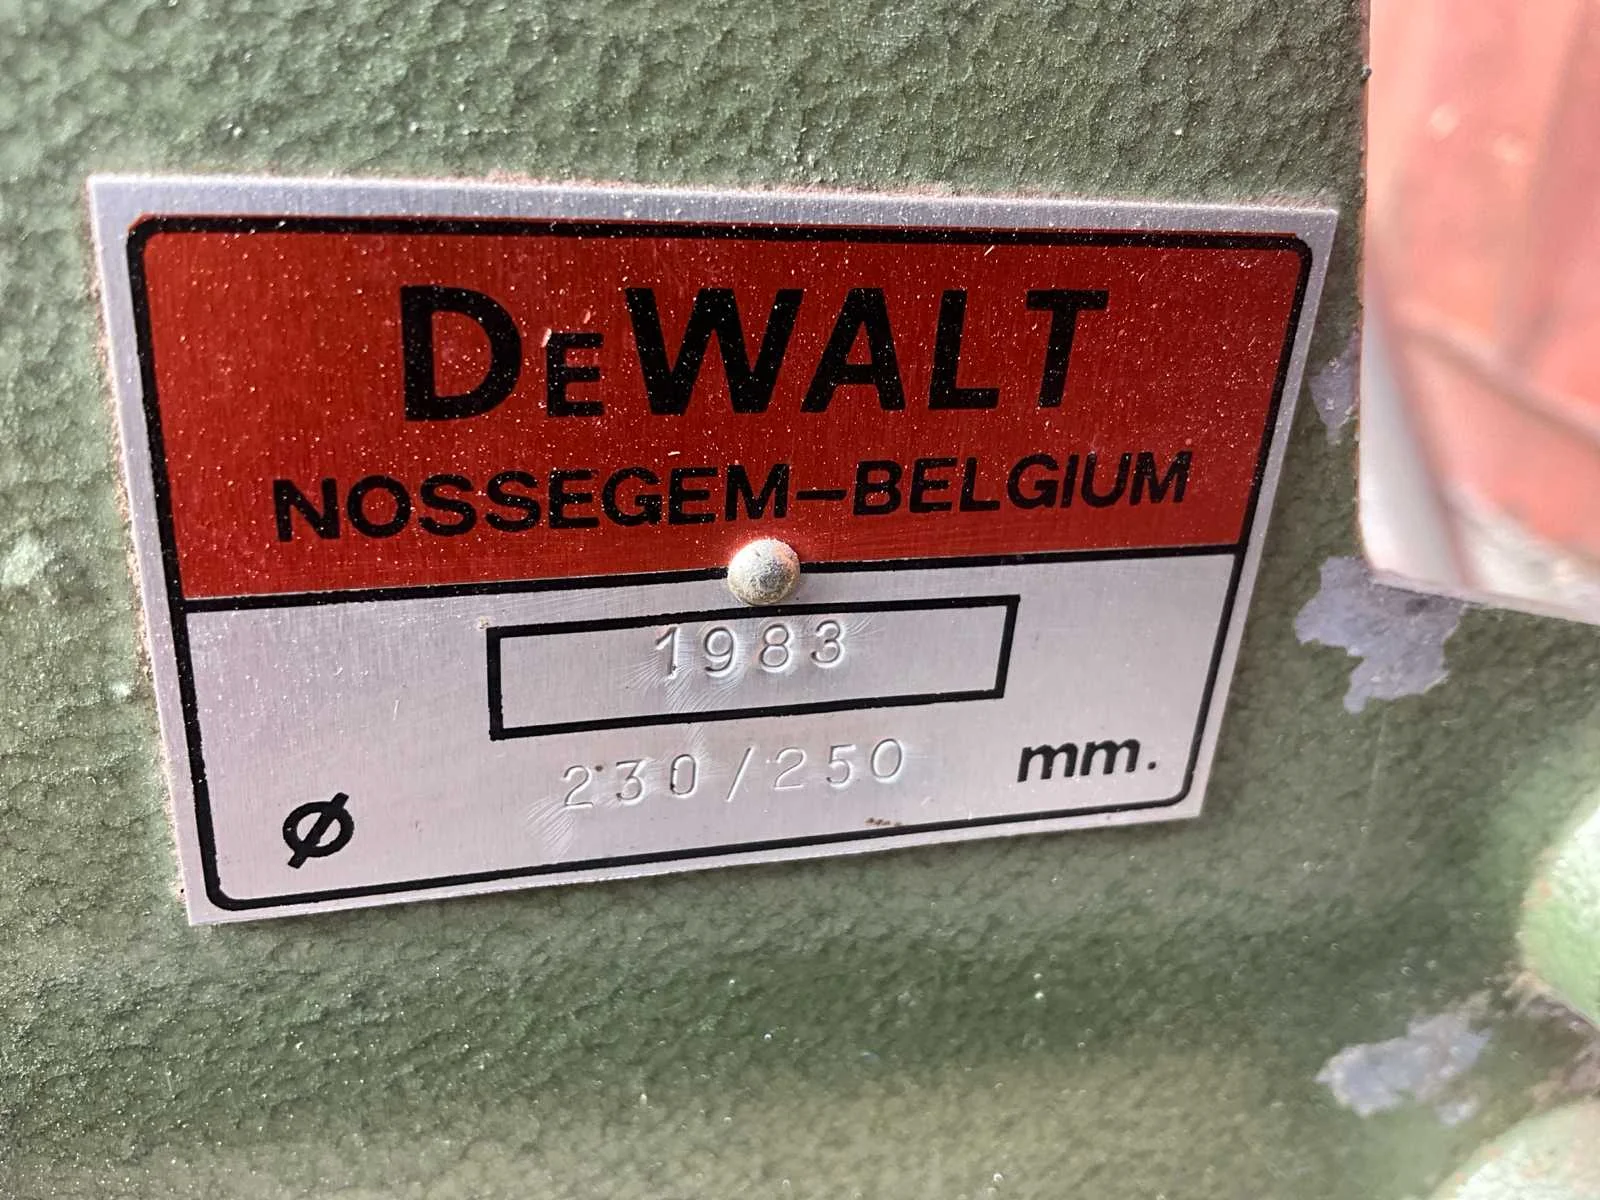 DEWALT
NOSSEGEM-BELGIUM
1983
Ø 230/250 mm.